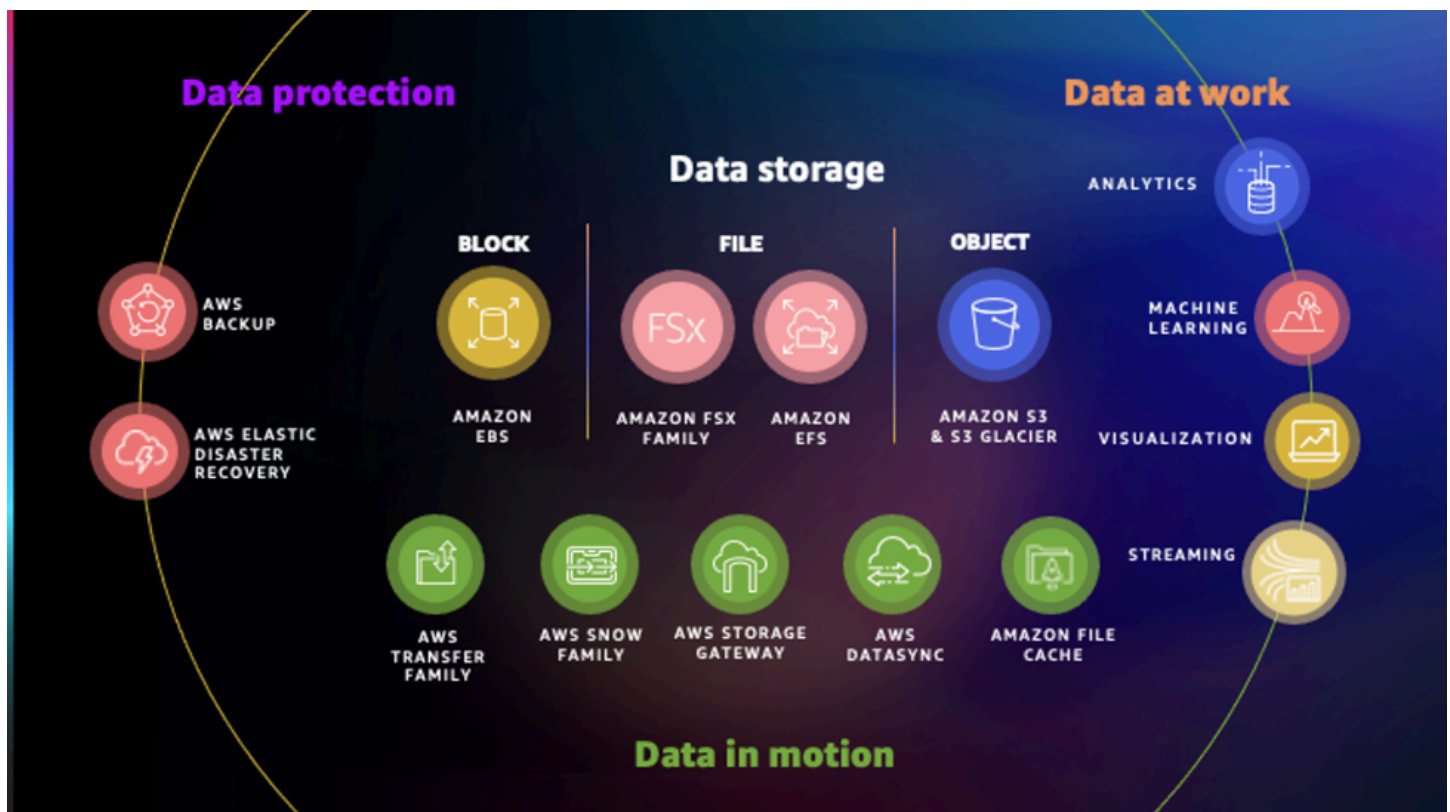 Data protection
Data at work
Data storage
ANALYTICS
BLOCK
FILE
OBJECT
AWS
BACKUP
FSx
MACHINE
LEARNING
AMAZON
EBS
AMAZON FSX
FAMILY
AMAZON
EFS
AMAZON S3
& S3 GLACIER
AWS ELASTIC
DISASTER
RECOVERY
VISUALIZATION
STREAMING
AWS
TRANSFER
FAMILY
AWS SNOW
FAMILY
AWS STORAGE
GATEWAY
AWS
DATASYNC
AMAZON FILE
CACHE
Data in motion